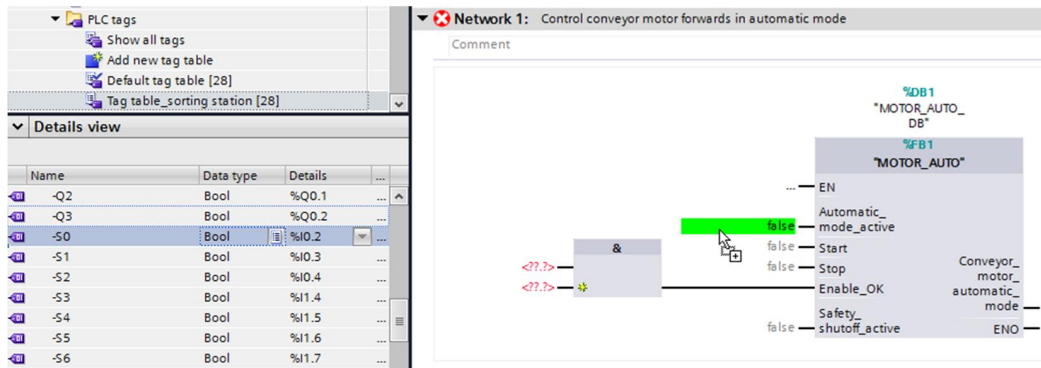 PLC tags
Show all tags
Add new tag table
Default tag table [28]
Tag table_sorting station [28]
Details view
Name Data type Details ...
-Q2 Bool %Q0.1 ...
-Q3 Bool %Q0.2 ...
-S0 Bool %I0.2 ...
-S1 Bool %I0.3 ...
-S2 Bool %I0.4 ...
-S3 Bool %I1.4 ...
-S4 Bool %I1.5 ...
-S5 Bool %I1.6 ...
-S6 Bool %I1.7 ...
Network 1: Control conveyor motor forwards in automatic mode
Comment
%DB1
"MOTOR_AUTO_
DB"
%FB1
"MOTOR_AUTO"
... EN
Automatic_
false mode_active
false Start
false Stop
Enable_OK
Safety_
false shutoff_active
&
<??.?>
<??.?>
Conveyor_
motor_
automatic_
mode
ENO